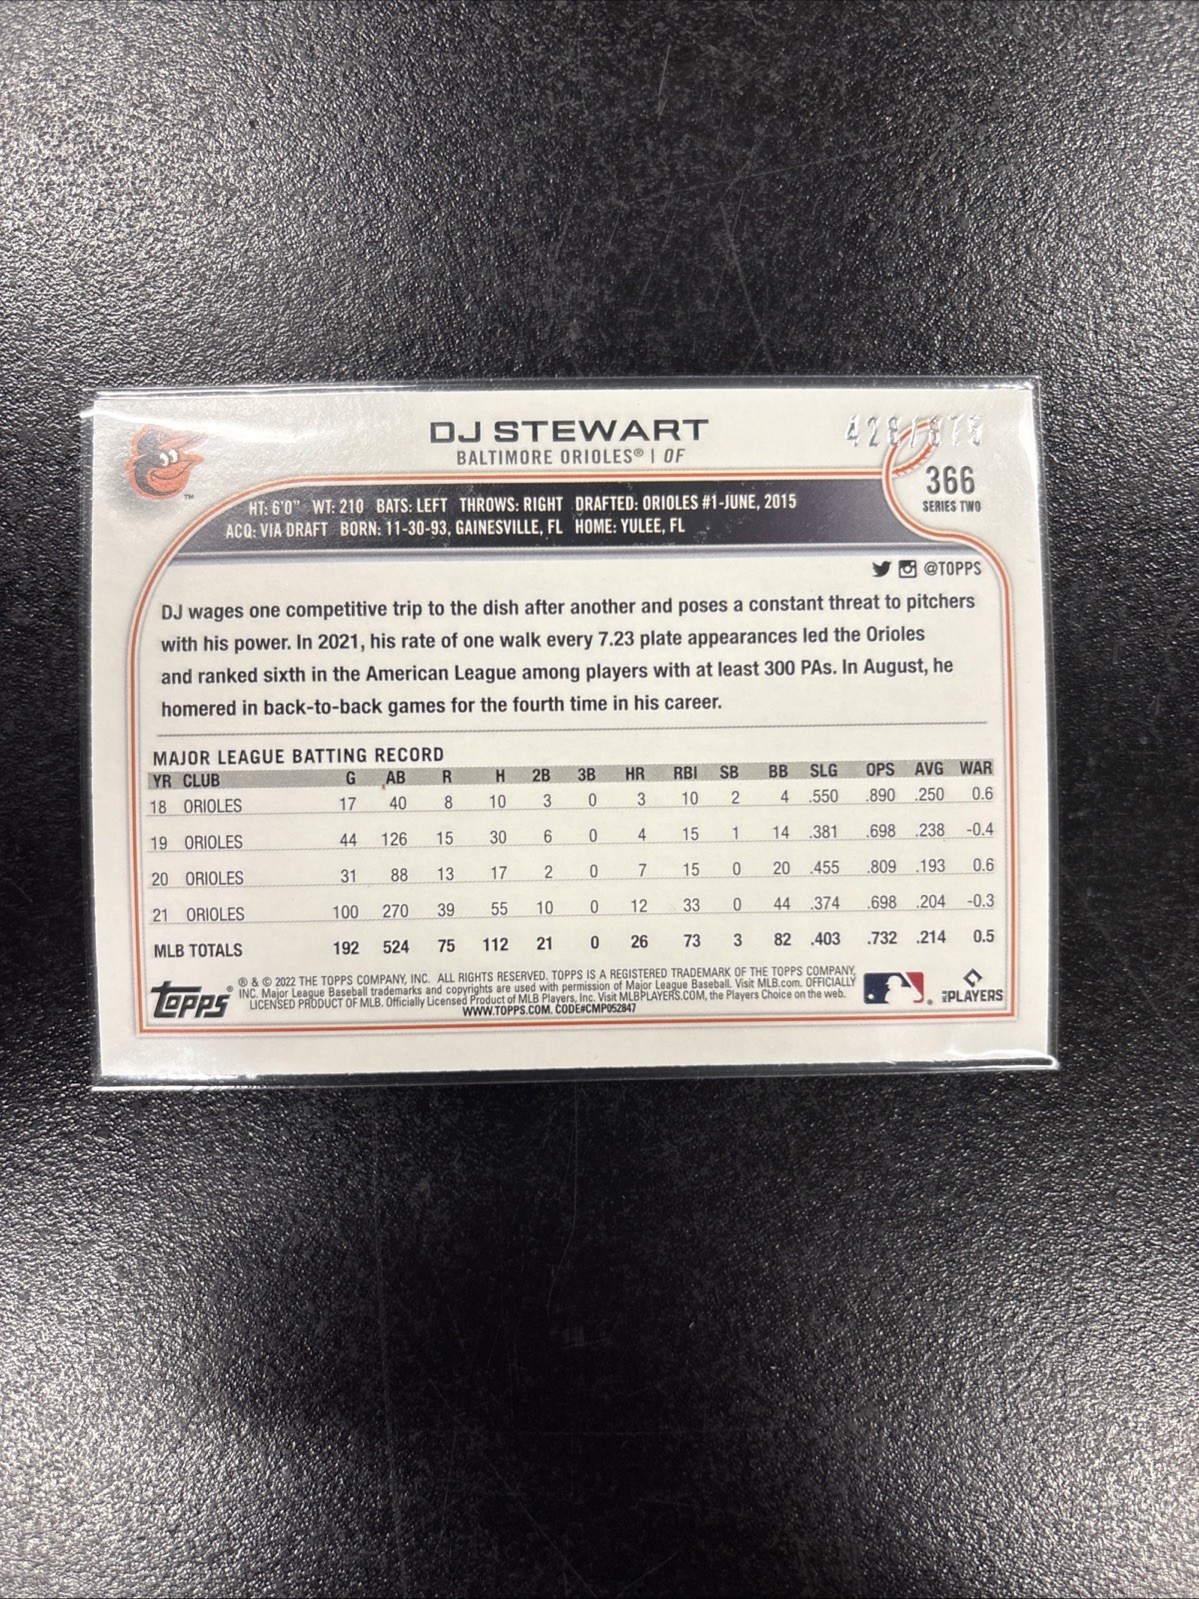 DJ STEWART
BALTIMORE ORIOLES® | OF
366
SERIES TWO
HT: 6'0" WT: 210 BATS: LEFT THROWS: RIGHT DRAFTED: ORIOLES #1-JUNE, 2015
ACQ: VIA DRAFT BORN: 11-30-93, GAINESVILLE, FL HOME: YULEE, FL
@TOPPS
DJ wages one competitive trip to the dish after another and poses a constant threat to pitchers
with his power. In 2021, his rate of one walk every 7.23 plate appearances led the Orioles
and ranked sixth in the American League among players with at least 300 PAs. In August, he
homered in back-to-back games for the fourth time in his career.
MAJOR LEAGUE BATTING RECORD
YR CLUB G AB R H 2B 3B HR RBI SB BB SLG OPS AVG WAR
18 ORIOLES 17 40 8 10 3 0 3 10 2 4 .550 .890 .250 0.6
19 ORIOLES 44 126 15 30 6 0 4 15 1 14 .381 .698 .238 -0.4
20 ORIOLES 31 88 13 17 2 0 7 15 0 20 .455 .809 .193 0.6
21 ORIOLES 100 270 39 55 10 0 12 33 0 44 .374 .698 .204 -0.3
MLB TOTALS 192 524 75 112 21 0 26 73 3 82 .403 .732 .214 0.5
topps®
® & © 2022 THE TOPPS COMPANY, INC. ALL RIGHTS RESERVED. TOPPS IS A REGISTERED TRADEMARK OF THE TOPPS COMPANY,
INC. Major League Baseball trademarks and copyrights are used with permission of Major League Baseball. Visit MLB.com. OFFICIALLY
LICENSED PRODUCT OF MLB. Officially Licensed Product of MLB Players, Inc. Visit MLBPLAYERS.COM, the Players Choice on the web.
WWW.TOPPS.COM. CODE#CMP052847
MLB PLAYERS